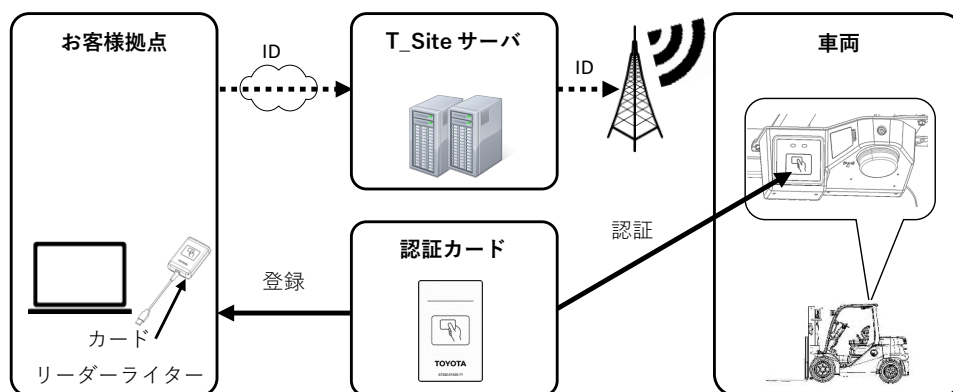 お客様拠点
ID
T_Site サーバ
ID
車両
認証
認証カード
登録
カード
リーダーライター
TOYOTA